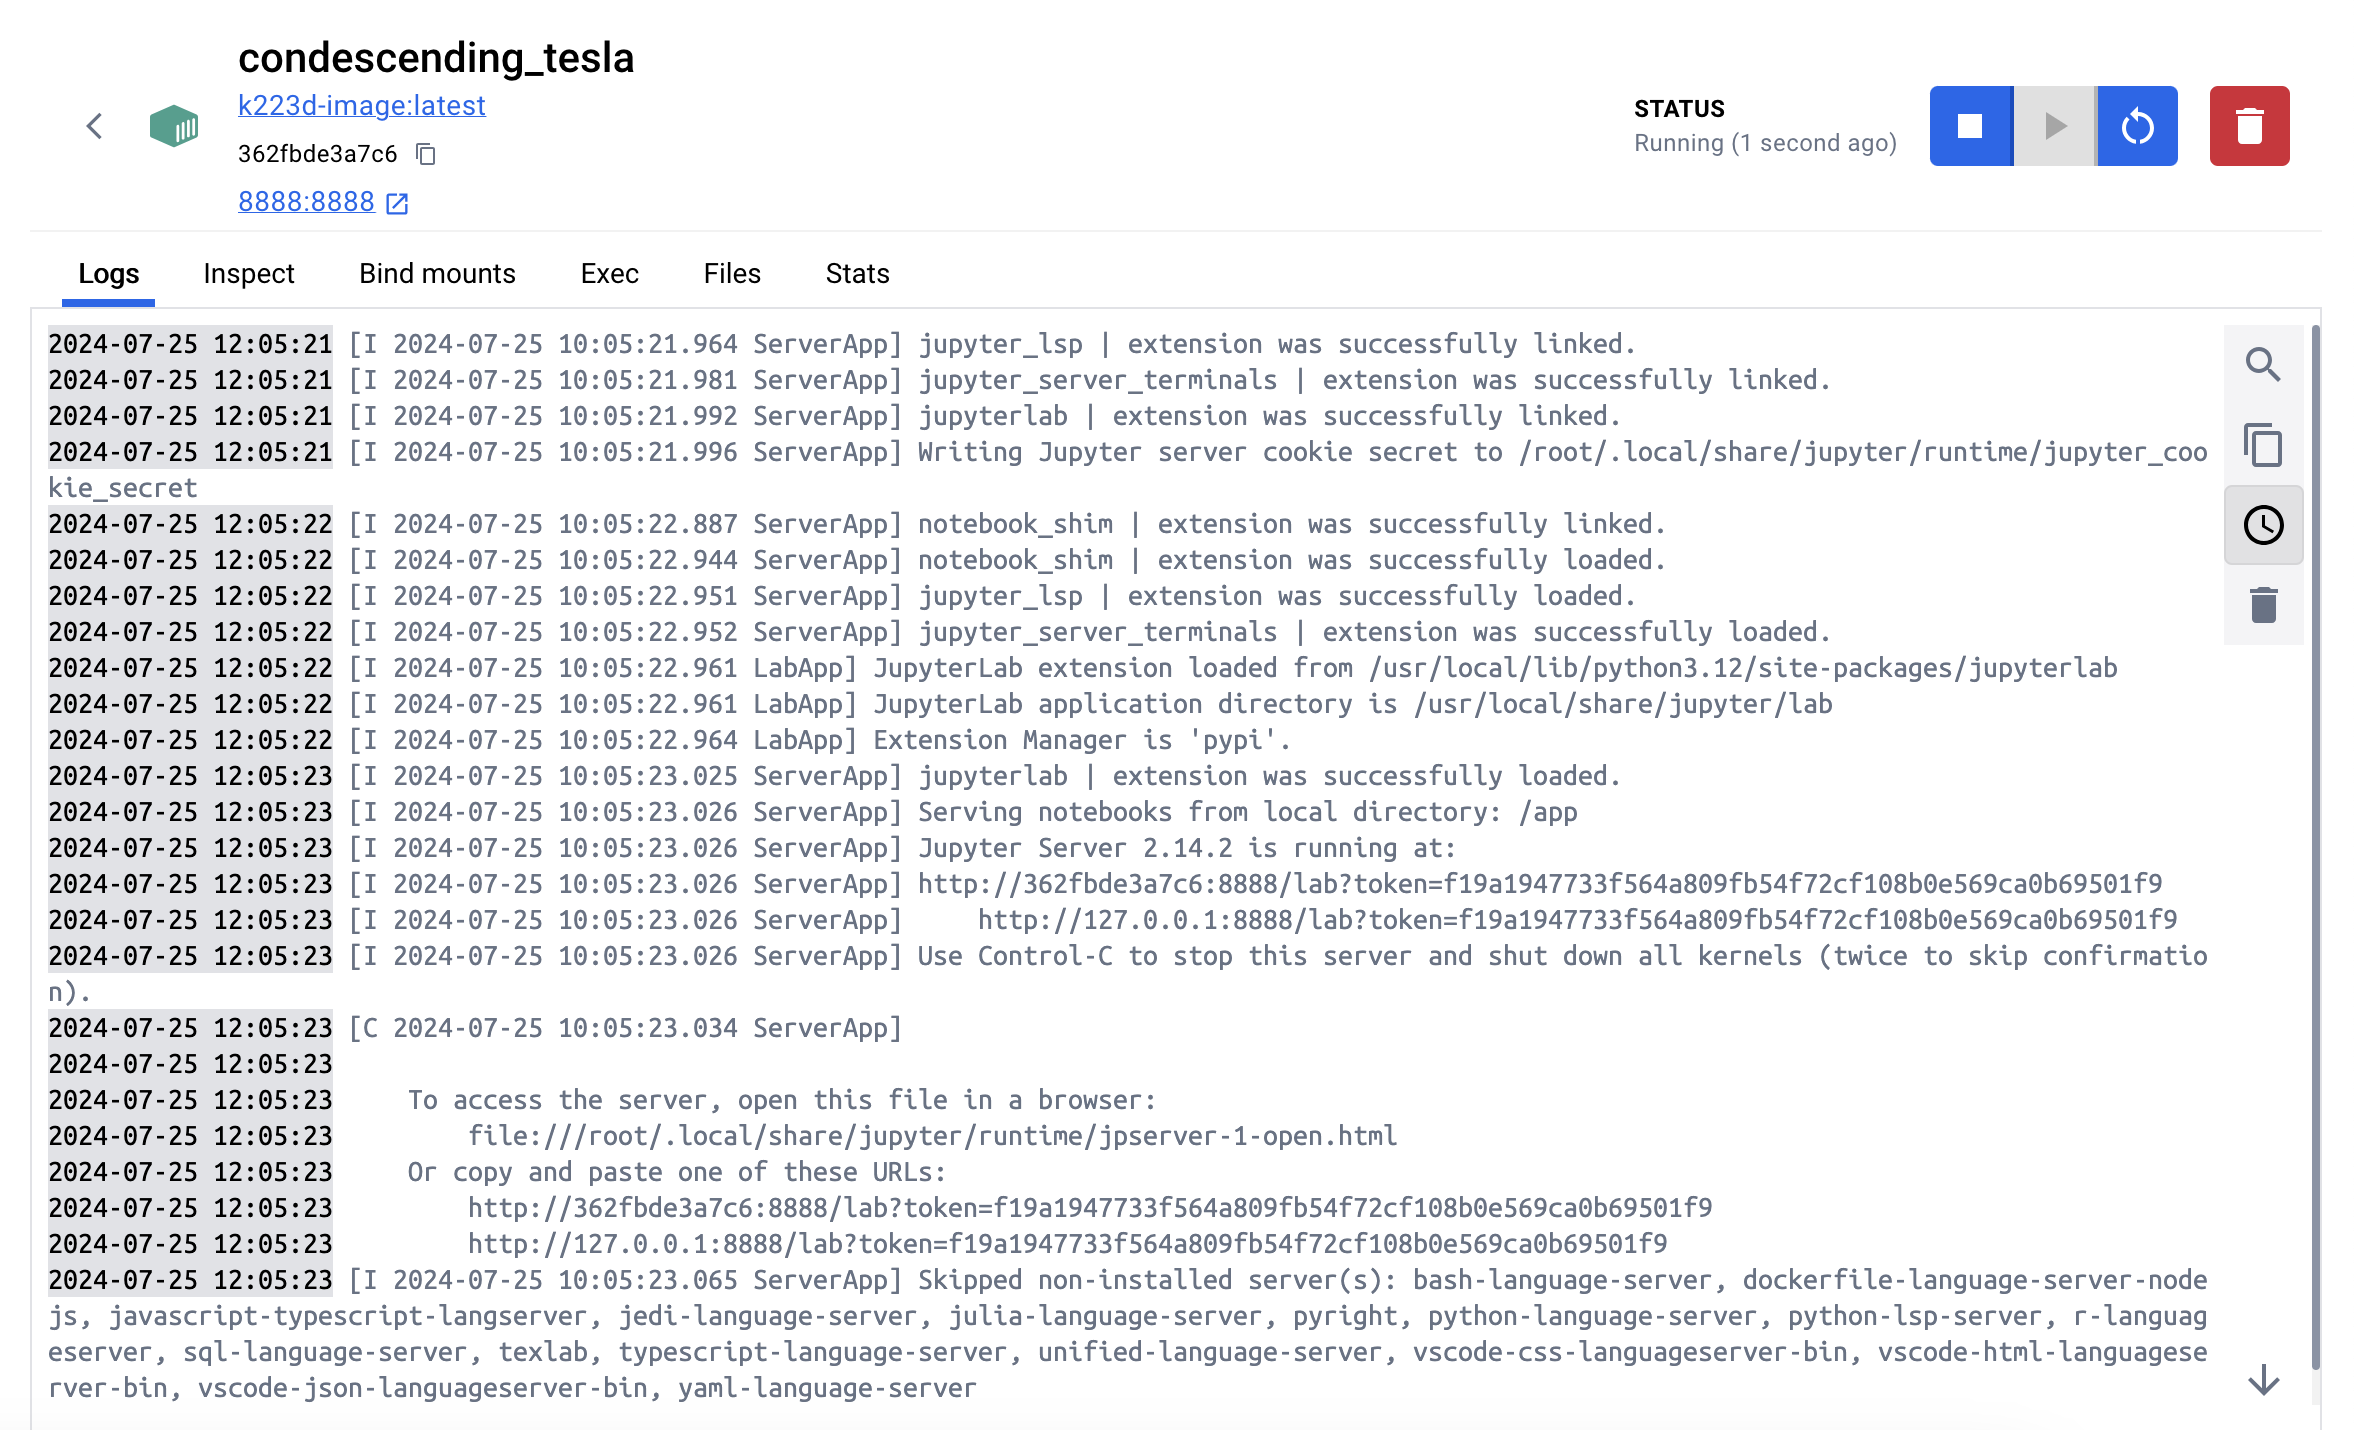 condescending_tesla
k223d-image:latest
362fbde3a7c6
8888:8888
STATUS
Running (1 second ago)
Logs Inspect Bind mounts Exec Files Stats
2024-07-25 12:05:21 [I 2024-07-25 10:05:21.964 ServerApp] jupyter_lsp | extension was successfully linked.
2024-07-25 12:05:21 [I 2024-07-25 10:05:21.981 ServerApp] jupyter_server_terminals | extension was successfully linked.
2024-07-25 12:05:21 [I 2024-07-25 10:05:21.992 ServerApp] jupyterlab | extension was successfully linked.
2024-07-25 12:05:21 [I 2024-07-25 10:05:21.996 ServerApp] Writing Jupyter server cookie secret to /root/.local/share/jupyter/runtime/jupyter_coo
kie_secret
2024-07-25 12:05:22 [I 2024-07-25 10:05:22.887 ServerApp] notebook_shim | extension was successfully linked.
2024-07-25 12:05:22 [I 2024-07-25 10:05:22.944 ServerApp] notebook_shim | extension was successfully loaded.
2024-07-25 12:05:22 [I 2024-07-25 10:05:22.951 ServerApp] jupyter_lsp | extension was successfully loaded.
2024-07-25 12:05:22 [I 2024-07-25 10:05:22.952 ServerApp] jupyter_server_terminals | extension was successfully loaded.
2024-07-25 12:05:22 [I 2024-07-25 10:05:22.961 LabApp] JupyterLab extension loaded from /usr/local/lib/python3.12/site-packages/jupyterlab
2024-07-25 12:05:22 [I 2024-07-25 10:05:22.961 LabApp] JupyterLab application directory is /usr/local/share/jupyter/lab
2024-07-25 12:05:22 [I 2024-07-25 10:05:22.964 LabApp] Extension Manager is 'pypi'.
2024-07-25 12:05:23 [I 2024-07-25 10:05:23.025 ServerApp] jupyterlab | extension was successfully loaded.
2024-07-25 12:05:23 [I 2024-07-25 10:05:23.026 ServerApp] Serving notebooks from local directory: /app
2024-07-25 12:05:23 [I 2024-07-25 10:05:23.026 ServerApp] Jupyter Server 2.14.2 is running at:
2024-07-25 12:05:23 [I 2024-07-25 10:05:23.026 ServerApp] http://362fbde3a7c6:8888/lab?token=f19a1947733f564a809fb54f72cf108b0e569ca0b69501f9
2024-07-25 12:05:23 [I 2024-07-25 10:05:23.026 ServerApp]     http://127.0.0.1:8888/lab?token=f19a1947733f564a809fb54f72cf108b0e569ca0b69501f9
2024-07-25 12:05:23 [I 2024-07-25 10:05:23.026 ServerApp] Use Control-C to stop this server and shut down all kernels (twice to skip confirmatio
n).
2024-07-25 12:05:23 [C 2024-07-25 10:05:23.034 ServerApp]
2024-07-25 12:05:23
2024-07-25 12:05:23     To access the server, open this file in a browser:
2024-07-25 12:05:23         file:///root/.local/share/jupyter/runtime/jpserver-1-open.html
2024-07-25 12:05:23     Or copy and paste one of these URLs:
2024-07-25 12:05:23         http://362fbde3a7c6:8888/lab?token=f19a1947733f564a809fb54f72cf108b0e569ca0b69501f9
2024-07-25 12:05:23         http://127.0.0.1:8888/lab?token=f19a1947733f564a809fb54f72cf108b0e569ca0b69501f9
2024-07-25 12:05:23 [I 2024-07-25 10:05:23.065 ServerApp] Skipped non-installed server(s): bash-language-server, dockerfile-language-server-node
js, javascript-typescript-langserver, jedi-language-server, julia-language-server, pyright, python-language-server, python-lsp-server, r-languag
eserver, sql-language-server, texlab, typescript-language-server, unified-language-server, vscode-css-languageserver-bin, vscode-html-languagese
rver-bin, vscode-json-languageserver-bin, yaml-language-server